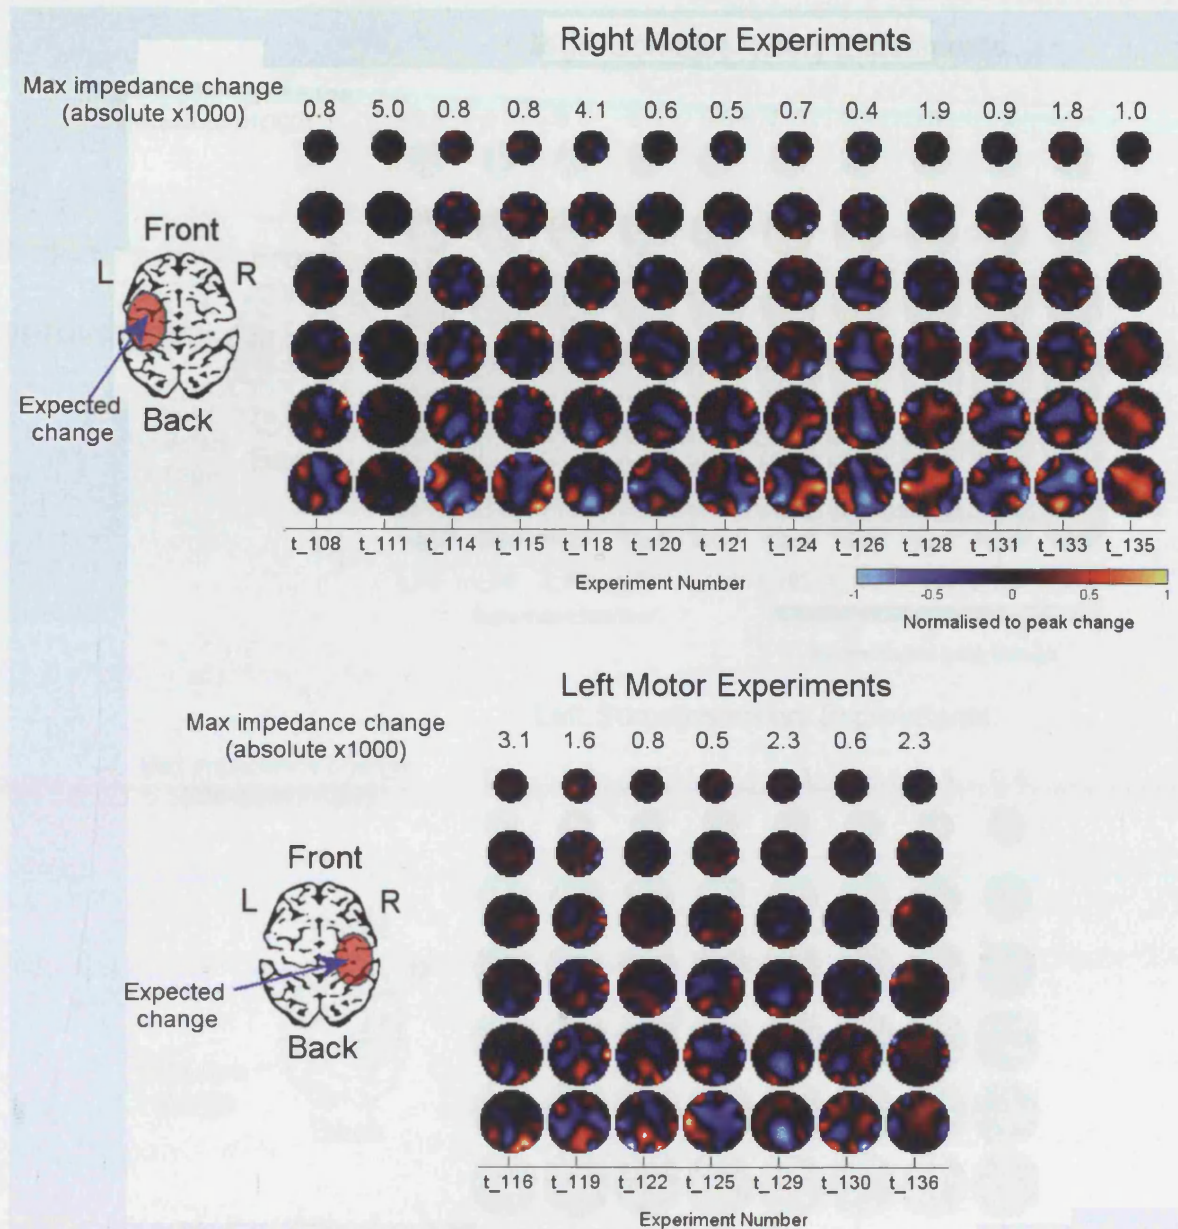 Right Motor Experiments
Max impedance change
(absolute x1000)
0.8 5.0 0.8 0.8 4.1 0.6 0.5 0.7 0.4 1.9 0.9 1.8 1.0
Front
L R
Expected
change
Back
t_108 t_111 t_114 t_115 t_118 t_120 t_121 t_124 t_126 t_128 t_131 t_133 t_135
Experiment Number
-1 -0.5 0 0.5 1
Normalised to peak change
Left Motor Experiments
Max impedance change
(absolute x1000)
3.1 1.6 0.8 0.5 2.3 0.6 2.3
Front
L R
Expected
change
Back
t_116 t_119 t_122 t_125 t_129 t_130 t_136
Experiment Number